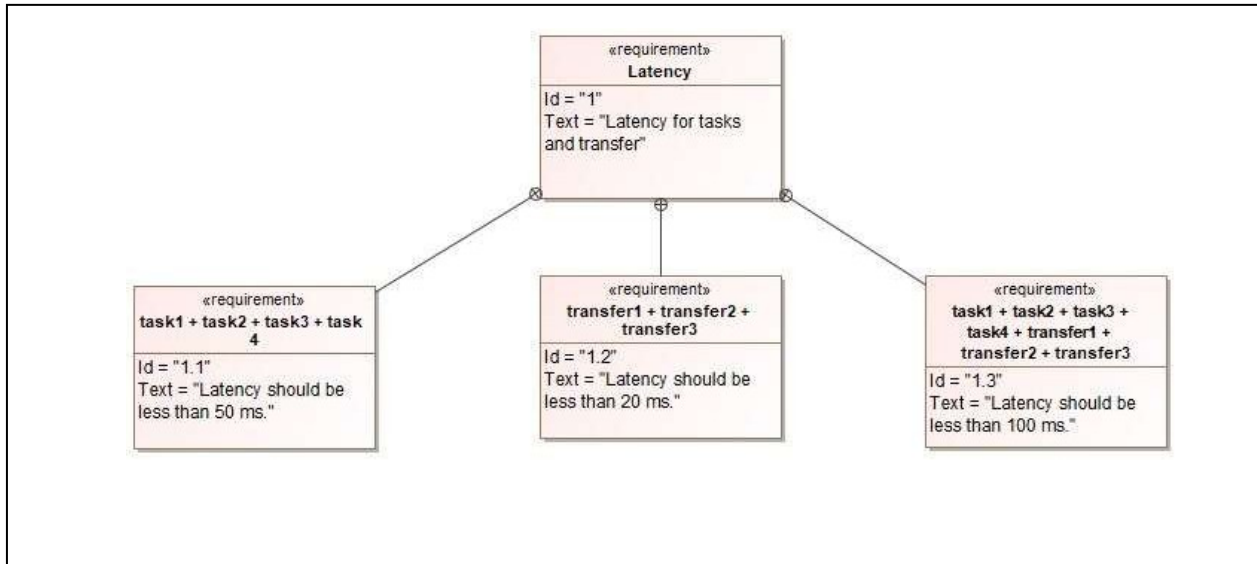 «requirement»
Latency
Id = "1"
Text = "Latency for tasks
and transfer"
«requirement»
task1 + task2 + task3 + task
4
Id = "1.1"
Text = "Latency should be
less than 50 ms."
«requirement»
transfer1 + transfer2 +
transfer3
Id = "1.2"
Text = "Latency should be
less than 20 ms."
«requirement»
task1 + task2 + task3 +
task4 + transfer1 +
transfer2 + transfer3
Id = "1.3"
Text = "Latency should be
less than 100 ms."